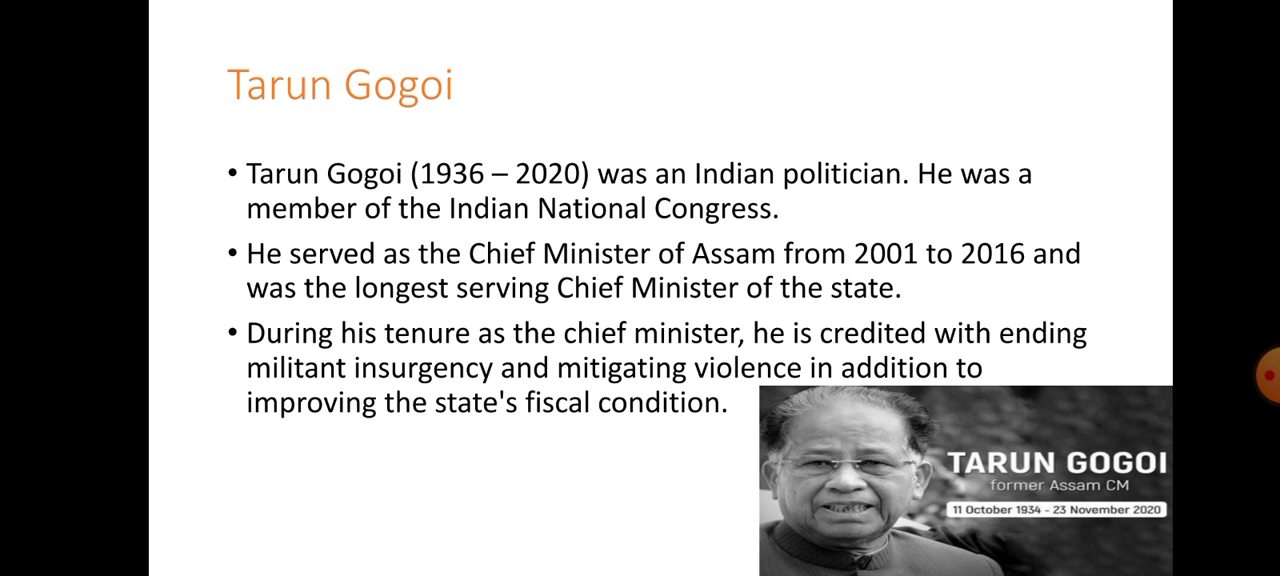 Tarun Gogoi
• Tarun Gogoi (1936 – 2020) was an Indian politician. He was a
member of the Indian National Congress.
• He served as the Chief Minister of Assam from 2001 to 2016 and
was the longest serving Chief Minister of the state.
• During his tenure as the chief minister, he is credited with ending
militant insurgency and mitigating violence in addition to
improving the state's fiscal condition.
TARUN GOGOI
former Assam CM
11 October 1934 - 23 November 2020